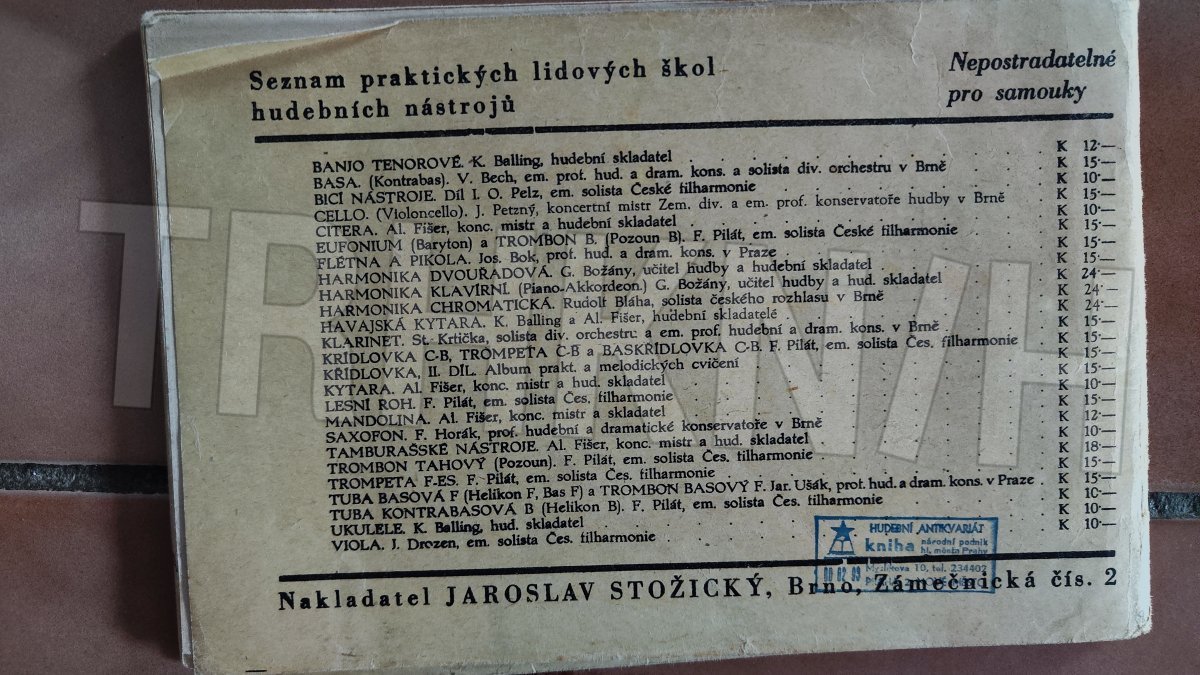 Seznam praktických lidových škol
hudebních nástrojů
Nepostradatelné
pro samouky
BANJO TENOROVÉ. K. Balling, hudební skladatel . . . . . K 12·—
BASA. (Kontrabas). V. Bech, em. prof. hud. a dram. kons. a solista div. orchestru v Brně . . K 15·—
BICÍ NÁSTROJE. Díl I. O. Pelz, em. solista České filharmonie . . . . K 10·—
CELLO. (Violoncello). J. Petzný, koncertní mistr Zem. div. a em. prof. konservatoře hudby v Brně . K 15·—
CITERA. Al. Fišer, konc. mistr a hudební skladatel . . . . . K 10·—
EUFONIUM (Baryton) a TROMBON B. (Pozoun B). F. Pilát, em. solista České filharmonie . . K 15·—
FLÉTNA A PIKOLA. Jos. Bok, prof. hud. a dram. kons. v Praze . . . . K 15·—
HARMONIKA DVOUŘADOVÁ. G. Božány, učitel hudby a hudební skladatel . . . K 15·—
HARMONIKA KLAVÍRNÍ. (Piano-Akkordeon.) G. Božány, učitel hudby a hud. skladatel . . K 24·—
HARMONIKA CHROMATICKÁ. Rudolf Bláha, solista českého rozhlasu v Brně . . . K 24·—
HAVAJSKÁ KYTARA. K. Balling a Al. Fišer, hudební skladatelé . . . . K 24·—
KLARINET. St. Krtička, solista div. orchestru a em. prof. hudební a dram. kons. v Brně . . K 15·—
KŘÍDLOVKA C-B, TROMPETA C-B a BASKŘÍDLOVKA C-B. F. Pilát, em. solista Čes. filharmonie . K 15·—
KŘÍDLOVKA, II. DÍL. Album prakt. a melodických cvičení . . . . K 15·—
KYTARA. Al. Fišer, konc. mistr a hud. skladatel . . . . . K 15·—
LESNÍ ROH. F. Pilát, em. solista Čes. filharmonie . . . . . K 10·—
MANDOLINA. Al. Fišer, konc. mistr a skladatel . . . . . K 15·—
SAXOFON. F. Horák, prof. hudební a dramatické konservatoře v Brně . . . K 12·—
TAMBURAŠSKÉ NÁSTROJE. Al. Fišer, konc. mistr a hud. skladatel . . . K 10·—
TROMBON TAHOVÝ (Pozoun). F. Pilát, em. solista Čes. filharmonie . . . . K 18·—
TROMPETA F-ES. F. Pilát, em. solista Čes. filharmonie . . . . K 15·—
TUBA BASOVÁ F (Helikon F, Bas F) a TROMBON BASOVÝ F. Jar. Ušák, prof. hud. a dram. kons. v Praze . K 15·—
TUBA KONTRABASOVÁ B (Helikon B). F. Pilát, em. solista Čes. filharmonie . . . K 10·—
UKULELE. K. Balling, hud. skladatel . . . . . K 10·—
VIOLA. J. Drozen, em. solista Čes. filharmonie . . . . . K 10·—
HUDEBNÍ ANTIKVARIÁT
kniha národní podnik
hl. města Prahy
10, tel. 234402
Nakladatel JAROSLAV STOŽICKÝ, Brno, Zámečnická čís. 2